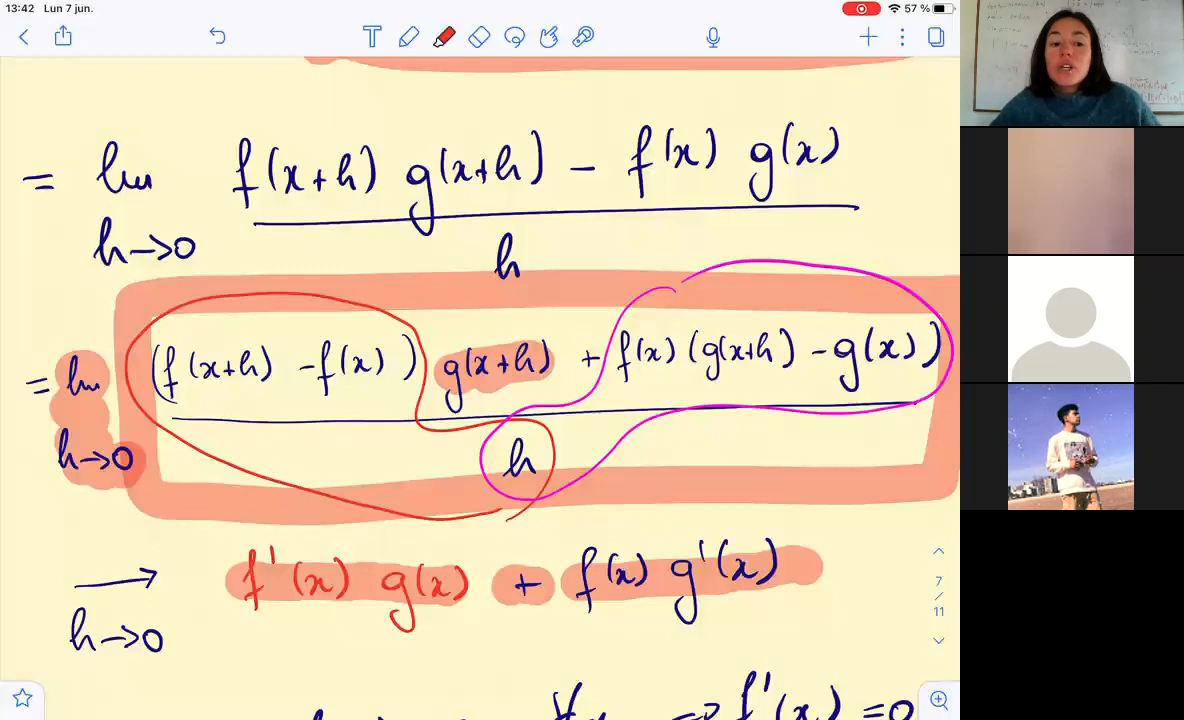 13:42 Lun 7 jun. 57 %
= lim f(x+h) g(x+h) - f(x) g(x)
h→0 h
= lim (f(x+h) - f(x)) g(x+h) + f(x) (g(x+h) - g(x))
h→0 h
→ f'(x) g(x) + f(x) g'(x)
h→0
7
/
11
f'(x) = 0